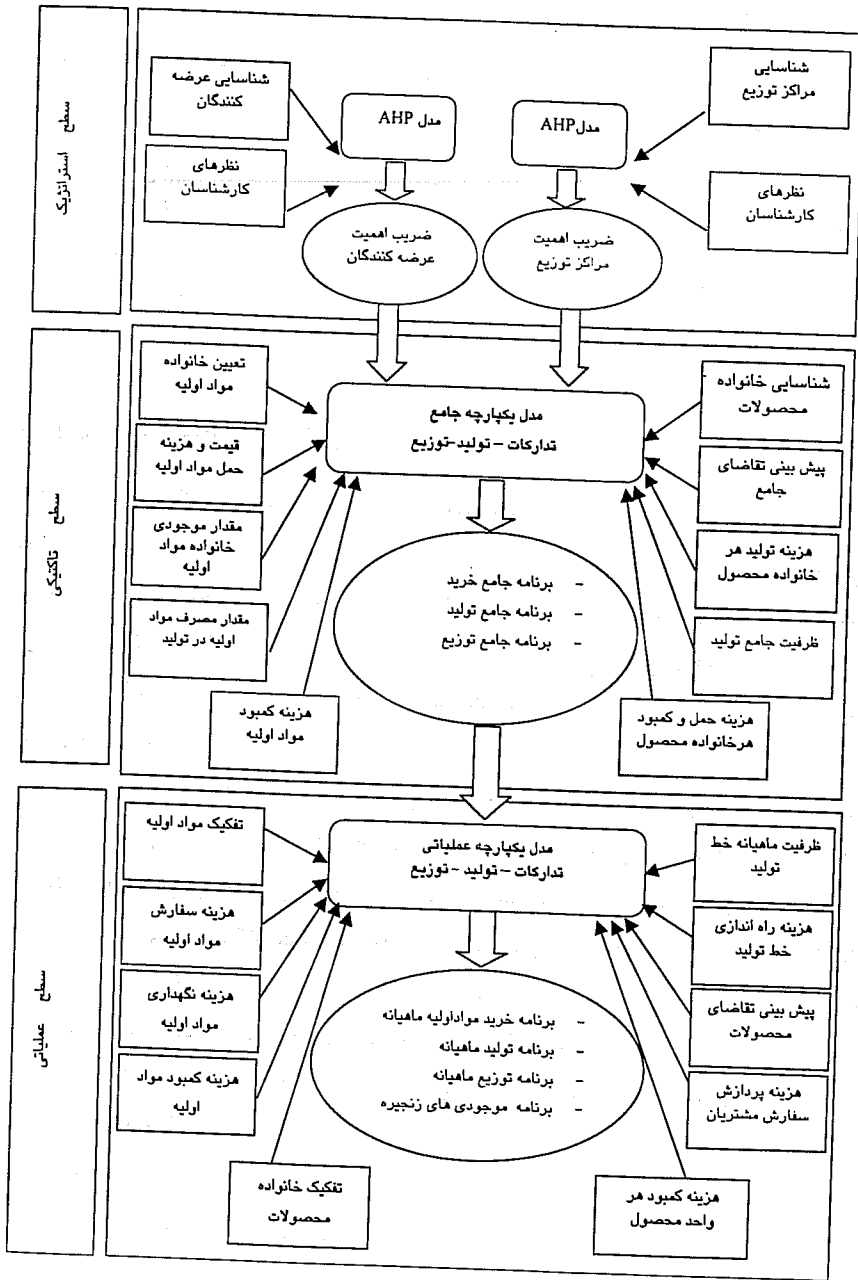 سطح استراتژیک
شناسایی
مراکز توزیع
نظرهای
کارشناسان
مدل AHP
ضریب اهمیت
مراکز توزیع
مدل AHP
ضریب اهمیت
عرضه کنندگان
شناسایی عرضه
کنندگان
نظرهای
کارشناسان
سطح تاکتیکی
شناسایی خانواده
محصولات
پیش بینی تقاضای
جامع
هزینه تولید هر
خانواده محصول
ظرفیت جامع تولید
هزینه حمل و کمبود
هرخانواده محصول
مدل یکپارچه جامع
تدارکات – تولید-توزیع
- برنامه جامع خرید
- برنامه جامع تولید
- برنامه جامع توزیع
تعیین خانواده
مواد اولیه
قیمت و هزینه
حمل مواد اولیه
مقدار موجودی
خانواده مواد
اولیه
مقدار مصرف مواد
اولیه در تولید
هزینه کمبود
مواد اولیه
سطح عملیاتی
ظرفیت ماهیانه خط
تولید
هزینه راه اندازی
خط تولید
پیش بینی تقاضای
محصولات
هزینه پردازش
سفارش مشتریان
هزینه کمبود هر
واحد محصول
مدل یکپارچه عملیاتی
تدارکات – تولید - توزیع
- برنامه خرید مواداولیه ماهیانه
- برنامه تولید ماهیانه
- برنامه توزیع ماهیانه
- برنامه موجودی های زنجیره
تفکیک مواد اولیه
هزینه سفارش
مواد اولیه
هزینه نگهداری
مواد اولیه
هزینه کمبود مواد
اولیه
تفکیک خانواده
محصولات